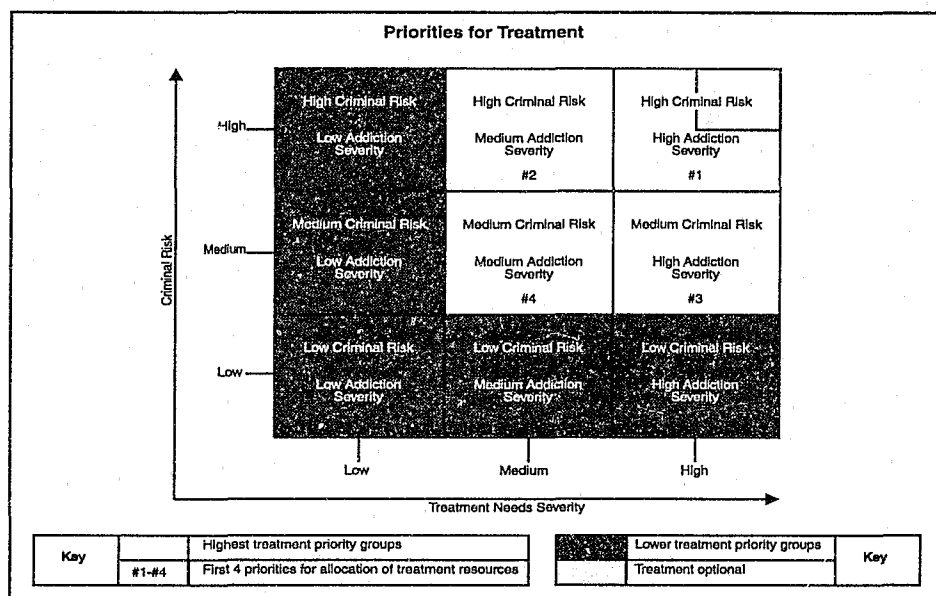 Priorities for Treatment
High Criminal Risk
Low Addiction
Severity
High Criminal Risk
Medium Addiction
Severity
#2
High Criminal Risk
High Addiction
Severity
#1
Medium Criminal Risk
Low Addiction
Severity
Medium Criminal Risk
Medium Addiction
Severity
#4
Medium Criminal Risk
High Addiction
Severity
#3
Low Criminal Risk
Low Addiction
Severity
Low Criminal Risk
Medium Addiction
Severity
Low Criminal Risk
High Addiction
Severity
High
Medium
Low
Criminal Risk
Low
Medium
High
Treatment Needs Severity
Key
Highest treatment priority groups
#1-#4
First 4 priorities for allocation of treatment resources
Lower treatment priority groups
Treatment optional
Key